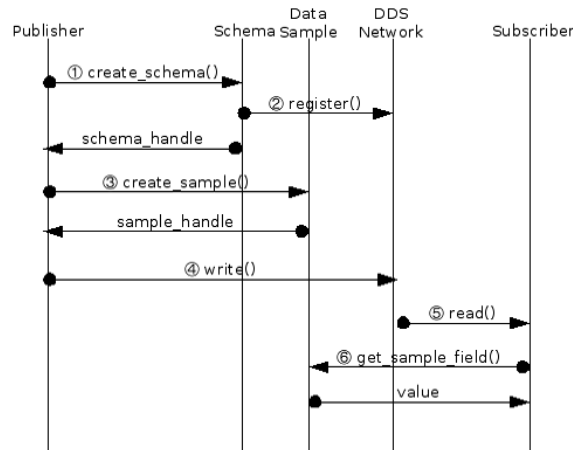 Data DDS
Publisher Schema Sample Network Subscriber
① create_schema()
② register()
schema_handle
③ create_sample()
sample_handle
④ write()
⑤ read()
⑥ get_sample_field()
value